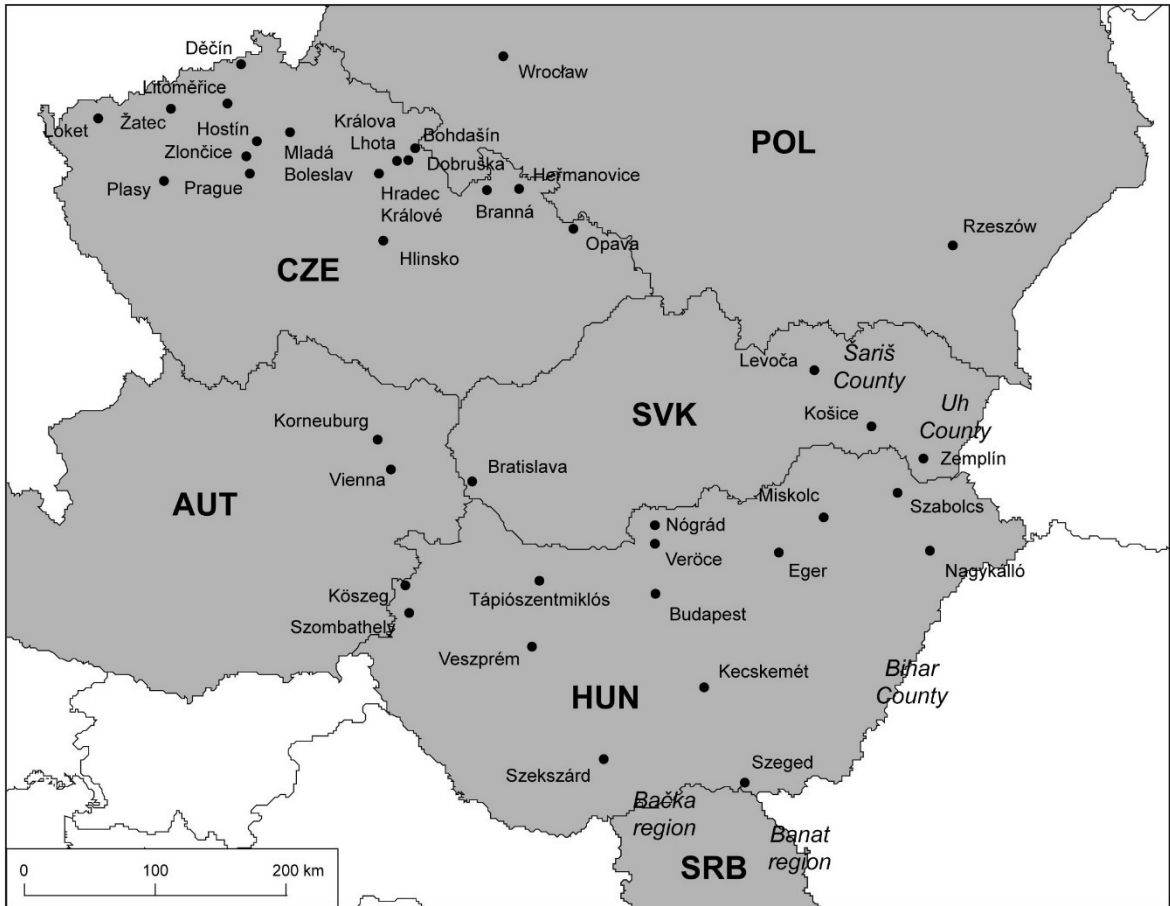 Děčín
Wrocław
Litoměřice
Loket
Žatec
Hostín
Králova
Lhota
Bohdašín
POL
Zlončice
Mladá
Boleslav
Dobruška
Plasy
Prague
Hradec
Králové
Heřmanovice
Branná
Opava
Rzeszów
Hlinsko
CZE
Levoča
Šariš
County
Korneuburg
SVK
Košice
Uh
County
Vienna
Bratislava
Zemplín
AUT
Miskolc
Szabolcs
Nógrád
Veröce
Eger
Nagykálló
Köszeg
Tápiószentmiklós
Budapest
Szombathely
Veszprém
Kecskemét
Bihar
County
HUN
Szekszárd
Szeged
Bačka
region
Banat
region
SRB
0 100 200 km